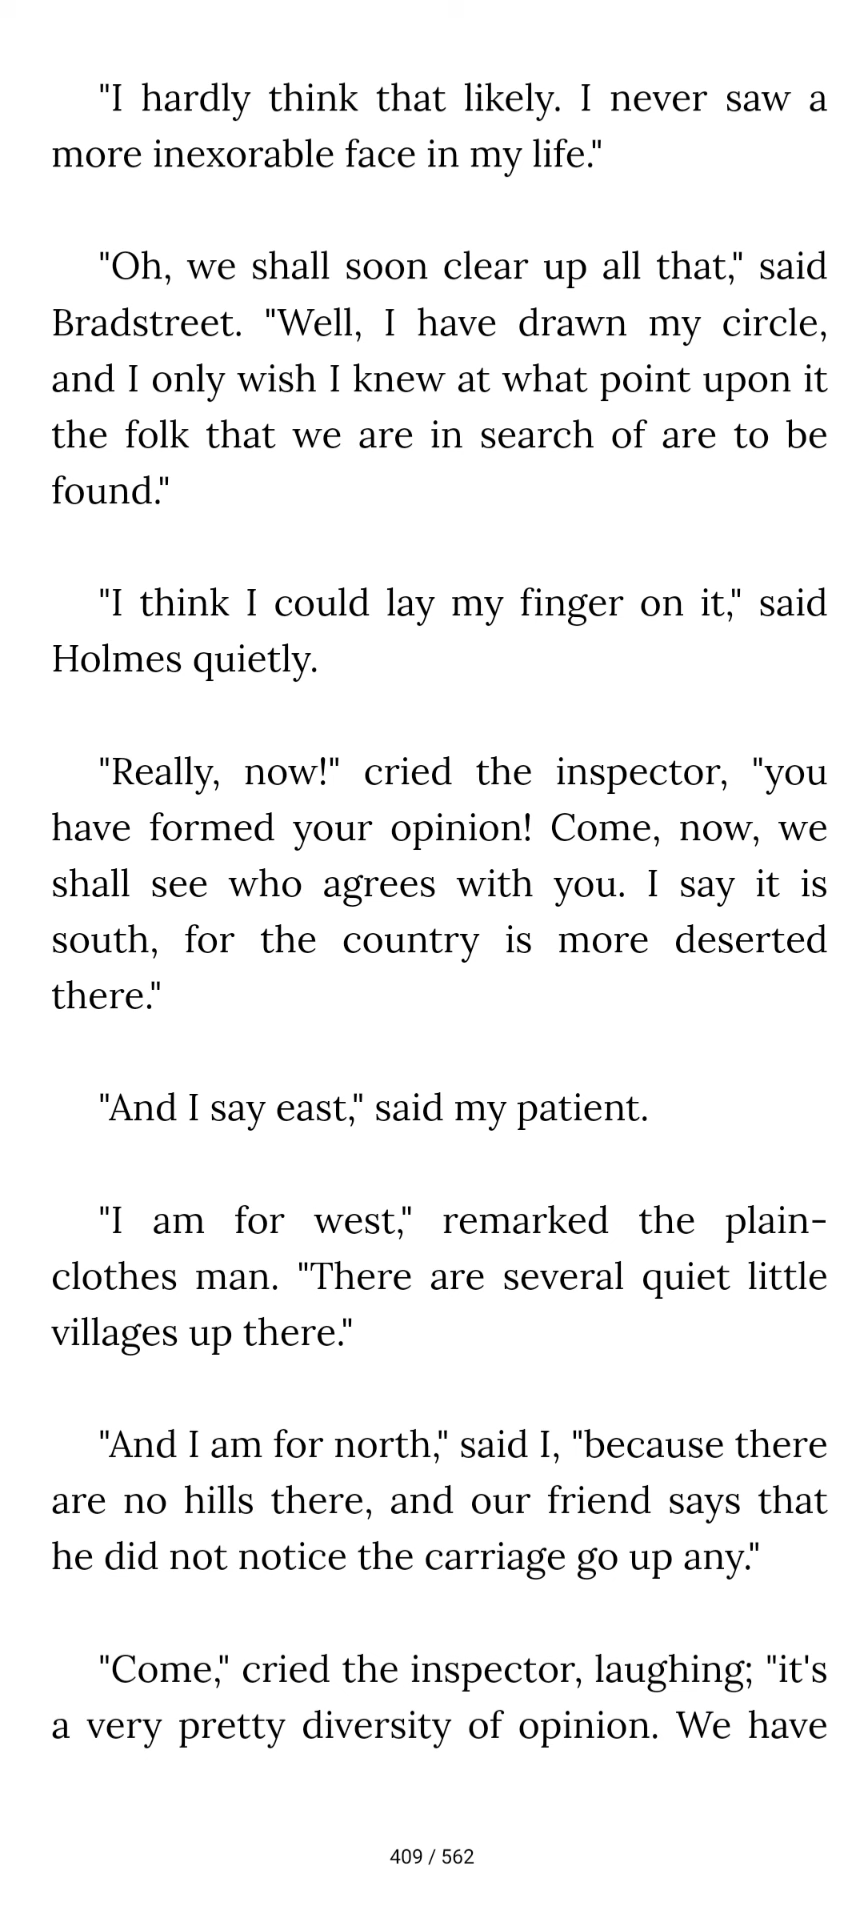 "I hardly think that likely. I never saw a
more inexorable face in my life."
"Oh, we shall soon clear up all that," said
Bradstreet. "Well, I have drawn my circle,
and I only wish I knew at what point upon it
the folk that we are in search of are to be
found."
"I think I could lay my finger on it," said
Holmes quietly.
"Really, now!" cried the inspector, "you
have formed your opinion! Come, now, we
shall see who agrees with you. I say it is
south, for the country is more deserted
there."
"And I say east," said my patient.
"I am for west," remarked the plain-
clothes man. "There are several quiet little
villages up there."
"And I am for north," said I, "because there
are no hills there, and our friend says that
he did not notice the carriage go up any."
"Come," cried the inspector, laughing; "it's
a very pretty diversity of opinion. We have
409 / 562